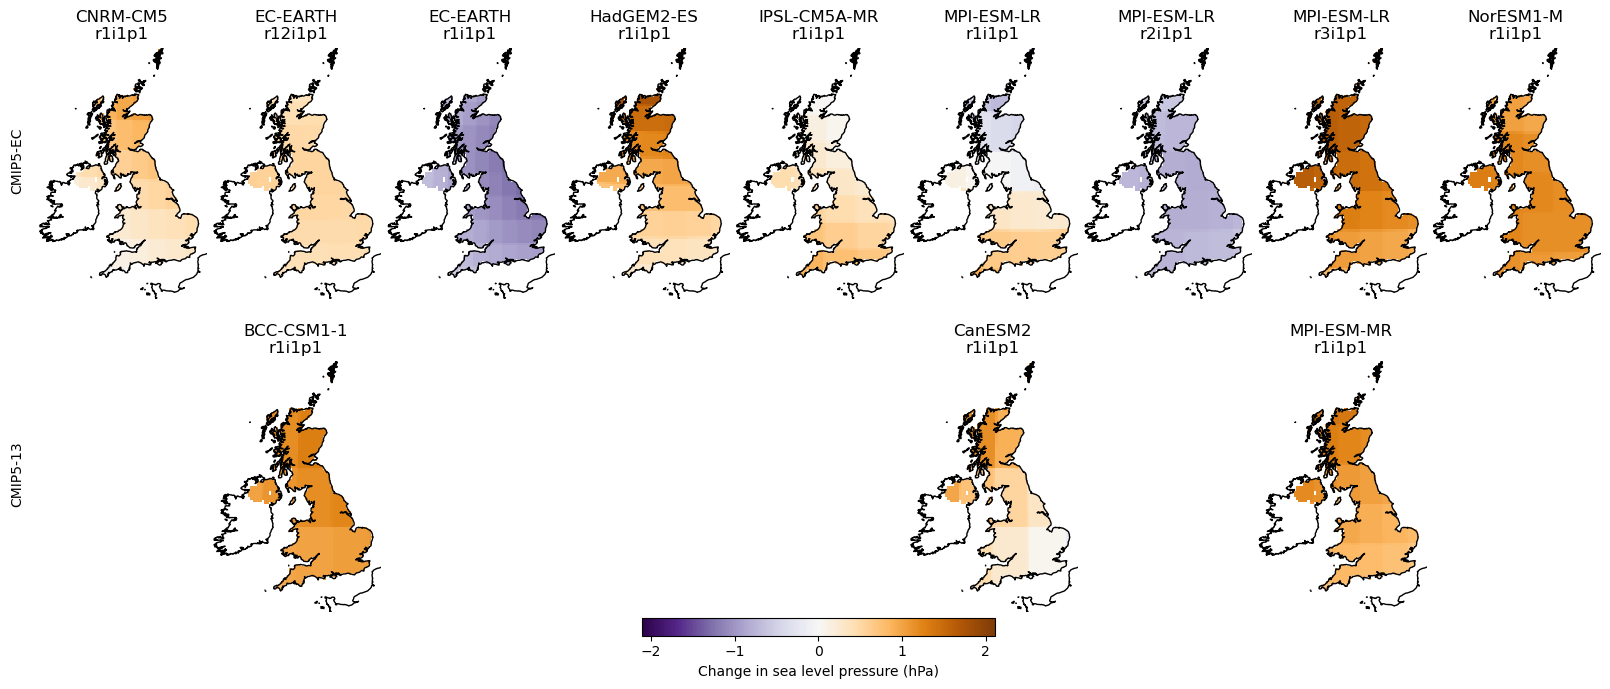 CNRM-CM5
r1i1p1
EC-EARTH
r12i1p1
EC-EARTH
r1i1p1
HadGEM2-ES
r1i1p1
IPSL-CM5A-MR
r1i1p1
MPI-ESM-LR
r1i1p1
MPI-ESM-LR
r2i1p1
MPI-ESM-LR
r3i1p1
NorESM1-M
r1i1p1
CMIP5-EC
BCC-CSM1-1
r1i1p1
CanESM2
r1i1p1
MPI-ESM-MR
r1i1p1
CMIP5-13
−2 −1 0 1 2
Change in sea level pressure (hPa)